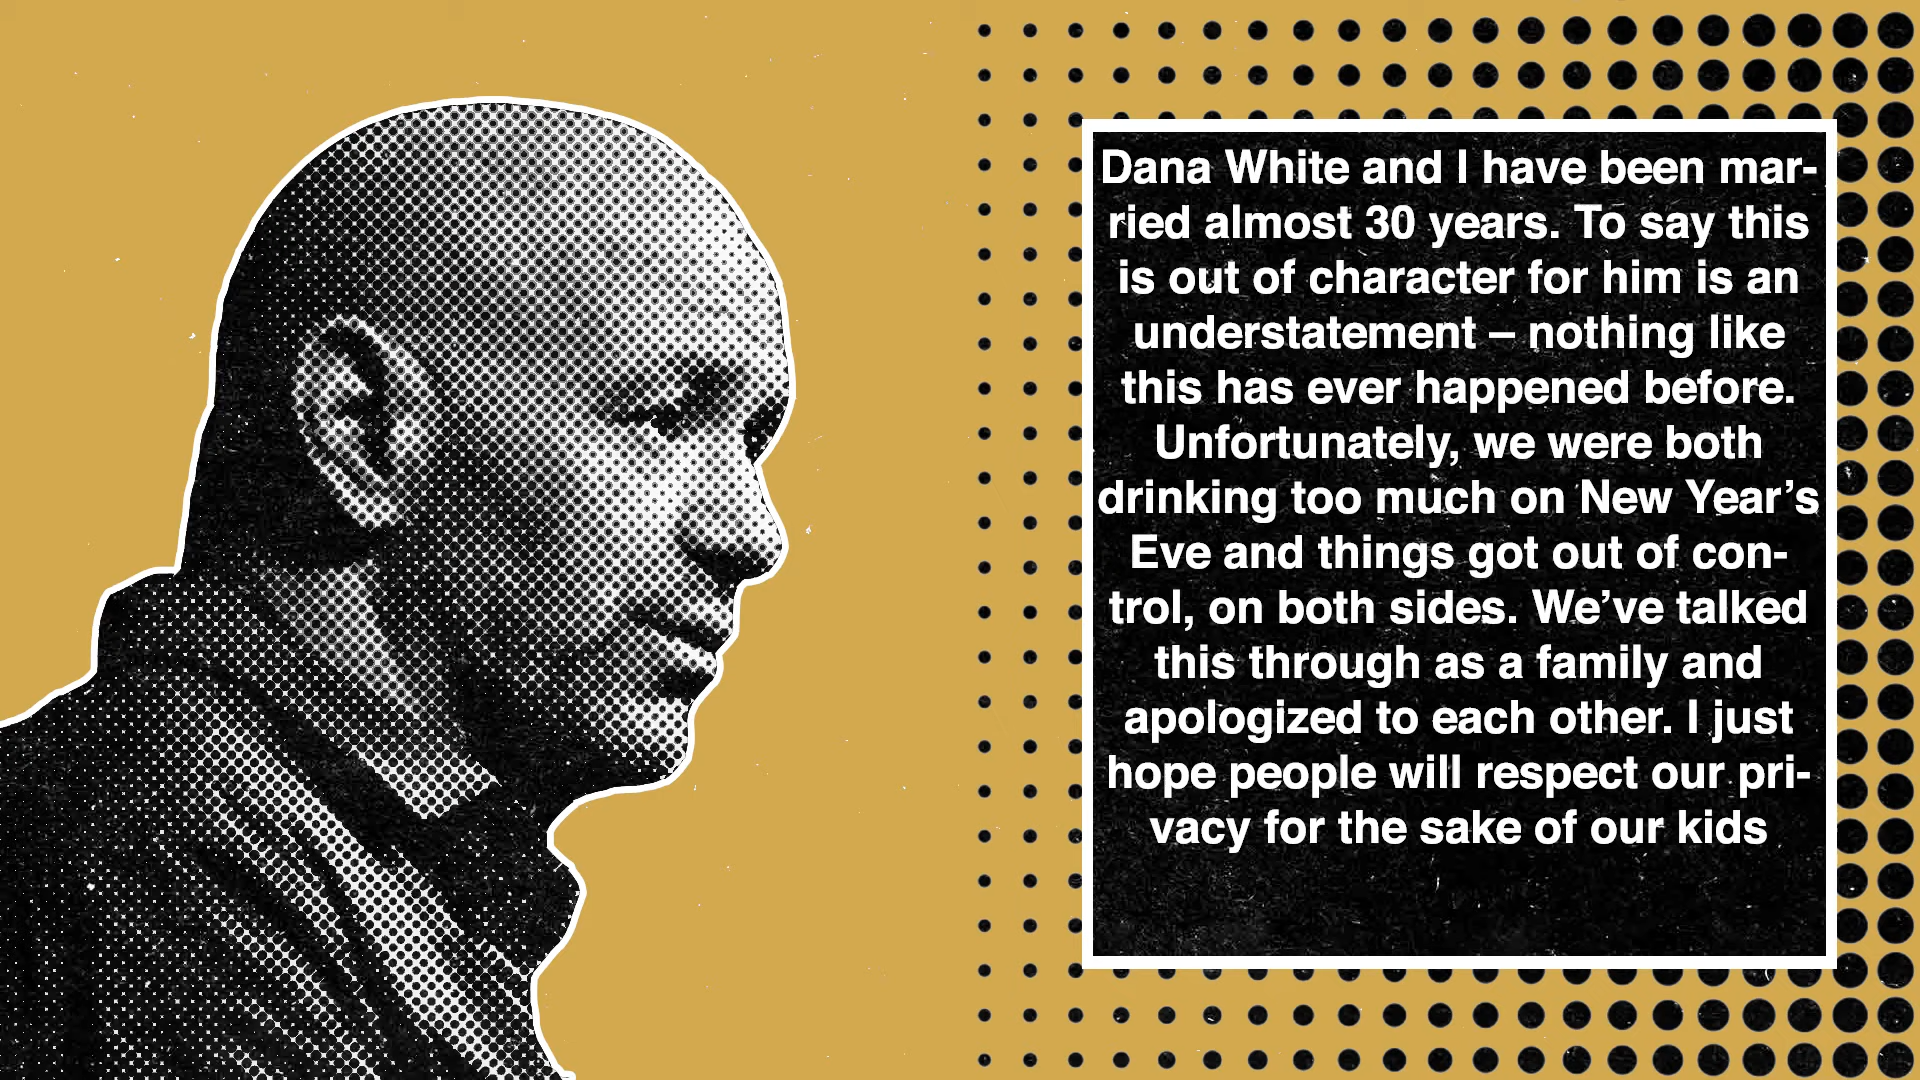 Dana White and I have been mar-
ried almost 30 years. To say this
is out of character for him is an
understatement – nothing like
this has ever happened before.
Unfortunately, we were both
drinking too much on New Year’s
Eve and things got out of con-
trol, on both sides. We’ve talked
this through as a family and
apologized to each other. I just
hope people will respect our pri-
vacy for the sake of our kids